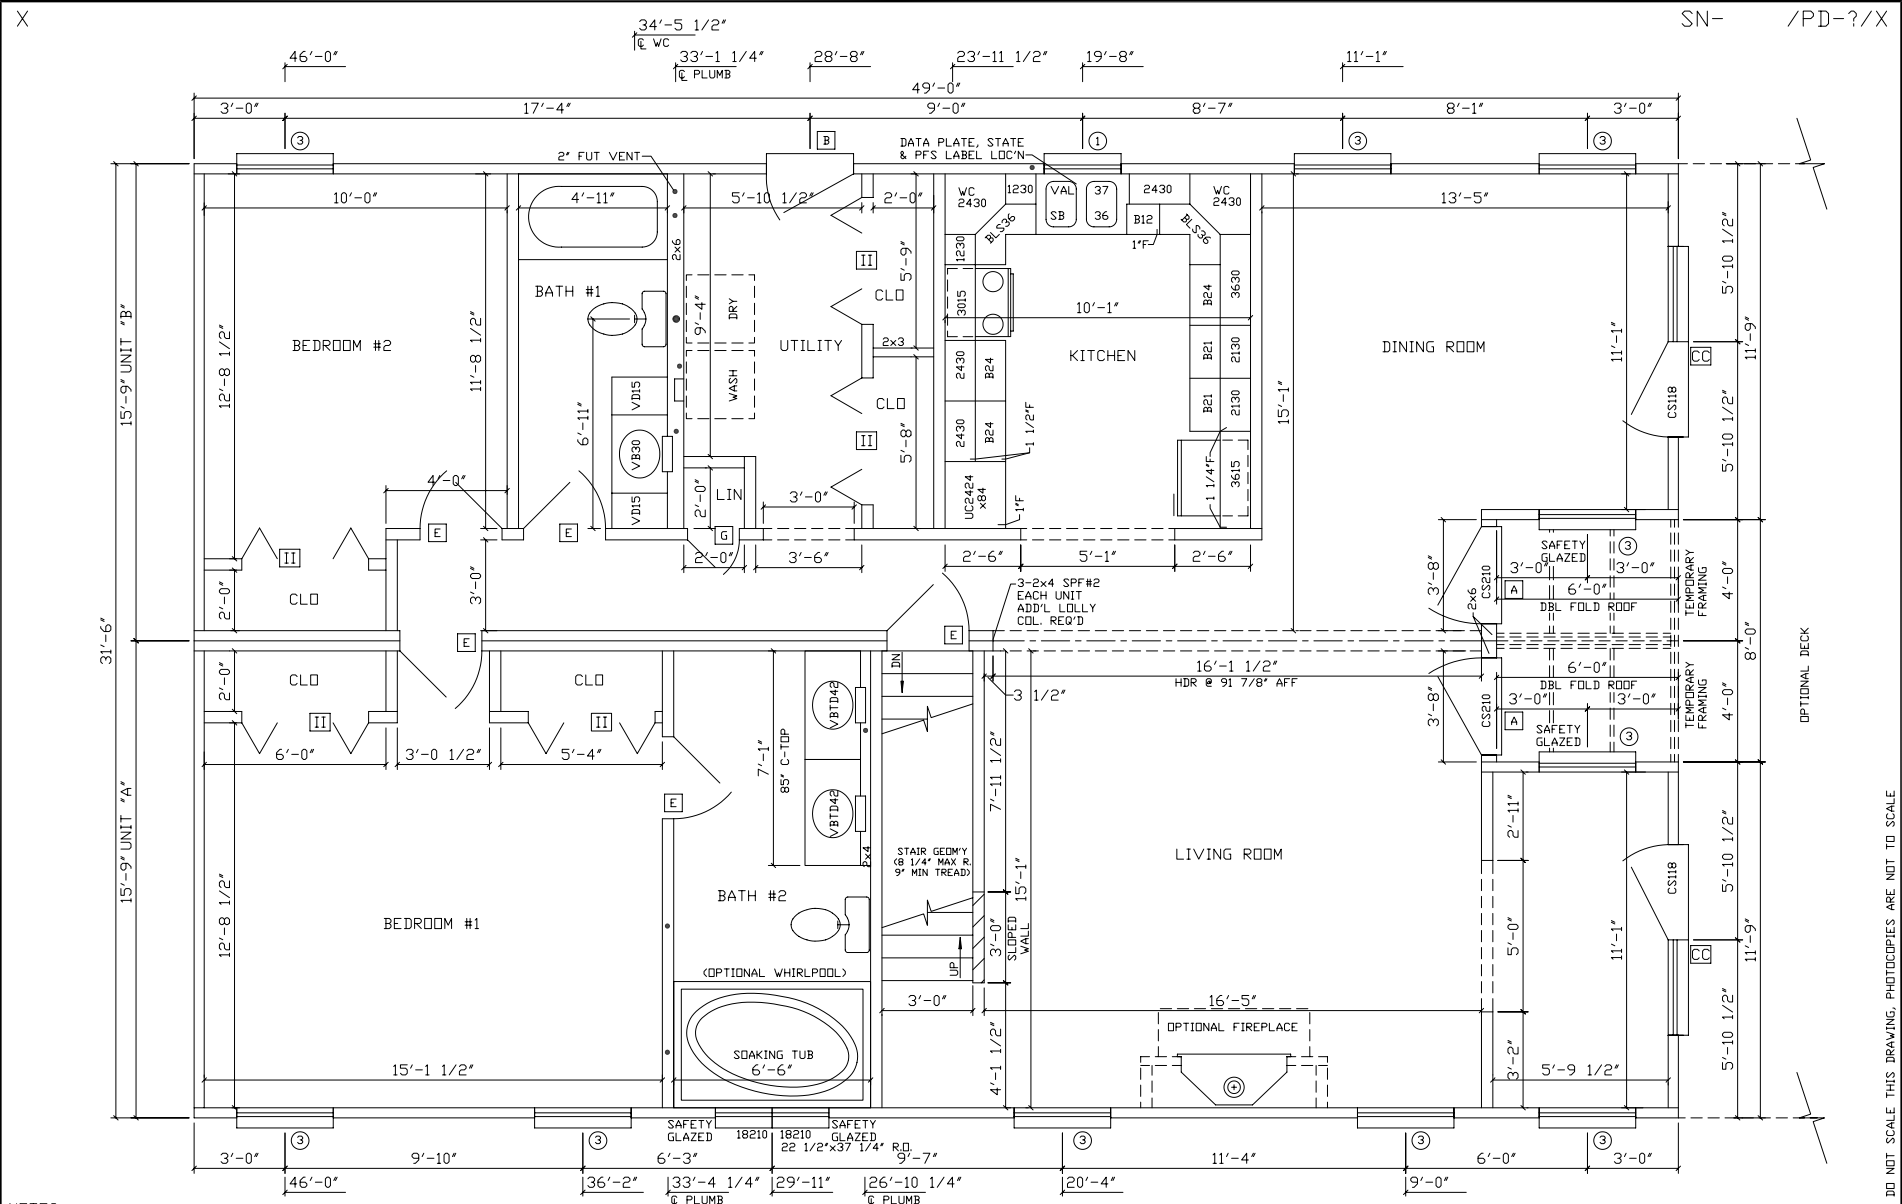 X
SN- /PD-?/X
34'-5 1/2"
℄ WC
46'-0"
33'-1 1/4"
℄ PLUMB
28'-8"
23'-11 1/2"
19'-8"
11'-1"
49'-0"
3'-0"
17'-4"
9'-0"
8'-7"
8'-1"
3'-0"
3
B
1
3
3
2" FUT VENT
DATA PLATE, STATE
& PFS LABEL LOC'N
10'-0"
4'-11"
5'-10 1/2"
2'-0"
WC
2430
1230
VAL
SB
37
36
2430
B12
1"F
WC
2430
BLS36
BLS36
13'-5"
15'-9" UNIT "B"
12'-8 1/2"
11'-8 1/2"
BEDROOM #2
BATH #1
2x6
9'-4"
DRY
WASH
UTILITY
II
CLO
5'-9"
2x3
CLO
II
5'-8"
1230
3015
2430
B24
2430
B24
UC2424
x84
1 1/2"F
1"F
10'-1"
KITCHEN
B24
3630
B21
2130
B21
2130
1 1/4"F
3615
15'-1"
DINING ROOM
11'-1"
5'-10 1/2"
CC
CS118
5'-10 1/2"
11'-9"
6'-11"
VD15
VB30
VD15
LIN
2'-0"
3'-0"
4'-0"
E
E
G
2'-0"
3'-6"
2'-6"
5'-1"
2'-6"
II
CLO
2'-0"
3'-0"
E
E
3-2x4 SPF#2
EACH UNIT
ADD'L LOLLY
COL. REQ'D
3'-8"
CS210
2x6
A
SAFETY
GLAZED
3
3'-0"
3'-0"
6'-0"
DBL FOLD ROOF
TEMPORARY
FRAMING
4'-0"
31'-6"
8'-0"
OPTIONAL DECK
2'-0"
CLO
CLO
II
II
6'-0"
3'-0 1/2"
5'-4"
E
VBTD42
VBTD42
7'-1"
85" C-TOP
2x4
DN
16'-1 1/2"
HDR @ 91 7/8" AFF
3 1/2"
3'-8"
CS210
A
6'-0"
DBL FOLD ROOF
3'-0"
3'-0"
SAFETY
GLAZED
3
TEMPORARY
FRAMING
4'-0"
15'-9" UNIT "A"
12'-8 1/2"
BEDROOM #1
BATH #2
STAIR GEOM'Y
(8 1/4" MAX R.
9" MIN TREAD)
7'-11 1/2"
15'-1"
3'-0"
SLOPED
WALL
UP
3'-0"
4'-1 1/2"
LIVING ROOM
2'-11"
5'-0"
3'-2"
11'-1"
5'-10 1/2"
CS118
CC
11'-9"
5'-10 1/2"
(OPTIONAL WHIRLPOOL)
SOAKING TUB
6'-6"
15'-1 1/2"
16'-5"
OPTIONAL FIREPLACE
5'-9 1/2"
3
3
SAFETY
GLAZED
18210
18210
SAFETY
GLAZED
22 1/2"x37 1/4" R.O.
3
3
3
3'-0"
9'-10"
6'-3"
9'-7"
11'-4"
6'-0"
3'-0"
46'-0"
36'-2"
33'-4 1/4"
℄ PLUMB
29'-11"
26'-10 1/4"
℄ PLUMB
20'-4"
9'-0"
DO NOT SCALE THIS DRAWING, PHOTOCOPIES ARE NOT TO SCALE